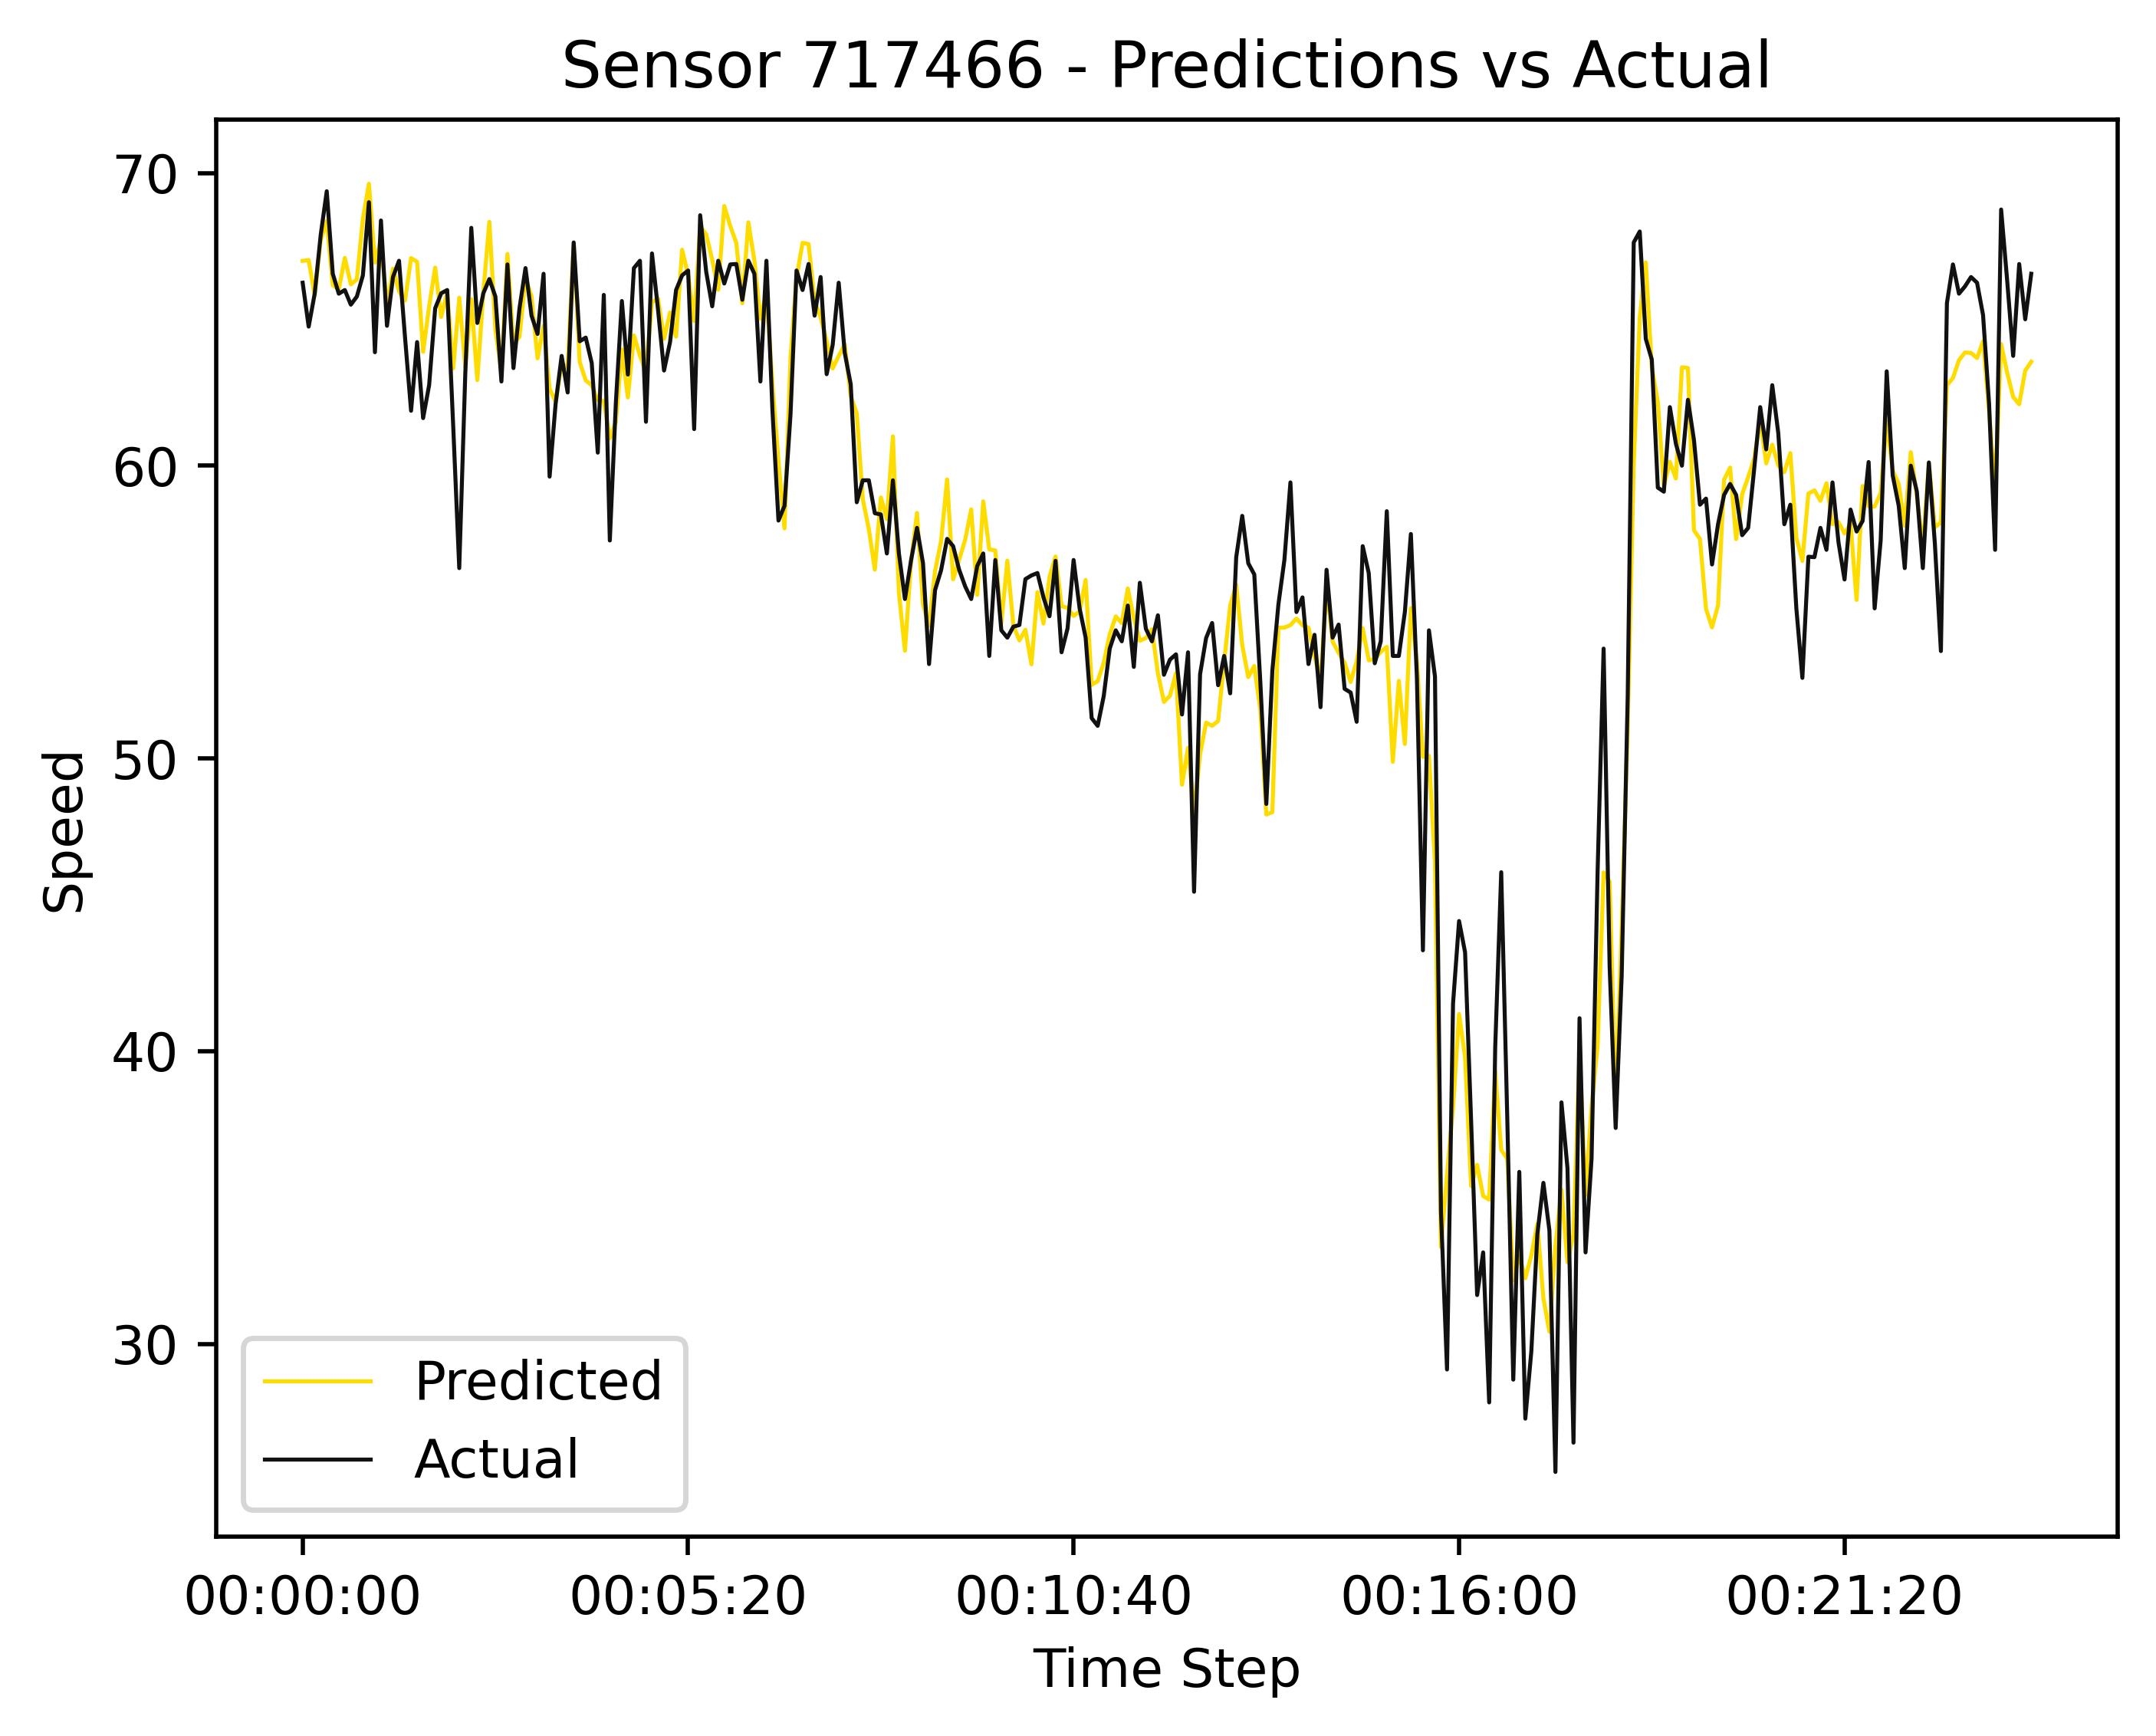 Sensor 717466 - Predictions vs Actual
70
60
50
40
30
Speed
Predicted
Actual
00:00:00 00:05:20 00:10:40 00:16:00 00:21:20
Time Step